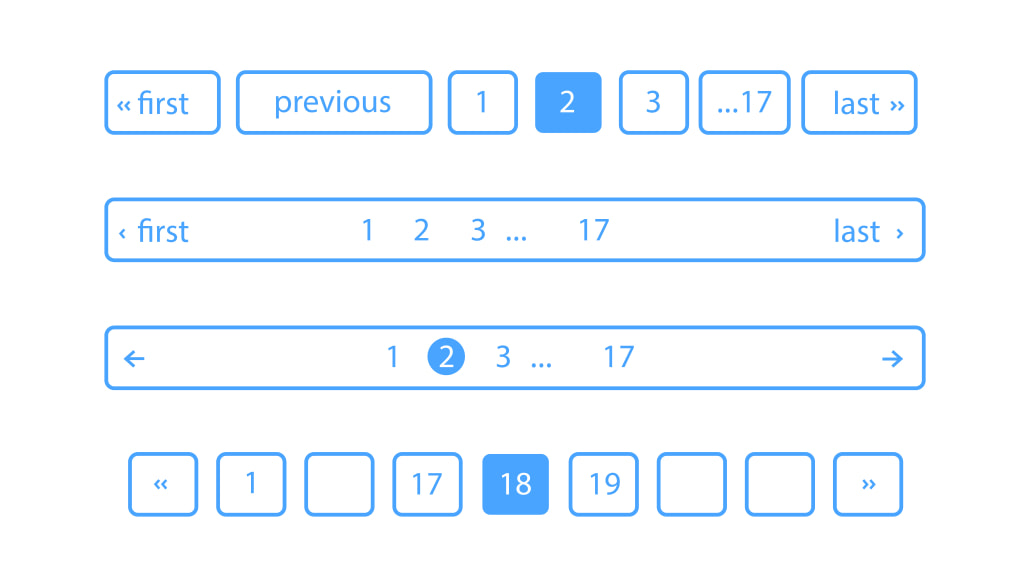 ‹‹ first previous 1 2 3 ...17 last ››
‹ first 1 2 3 ... 17 last ›
← 1 2 3 ... 17 →
‹‹ 1 17 18 19 ››